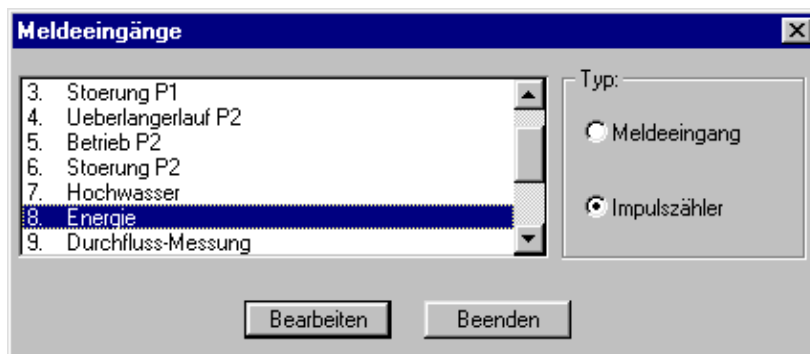 Meldeeingänge
3. Stoerung P1
4. Ueberlangerlauf P2
5. Betrieb P2
6. Stoerung P2
7. Hochwasser
8. Energie
9. Durchfluss-Messung
Typ:
Meldeeingang
Impulszähler
Bearbeiten
Beenden